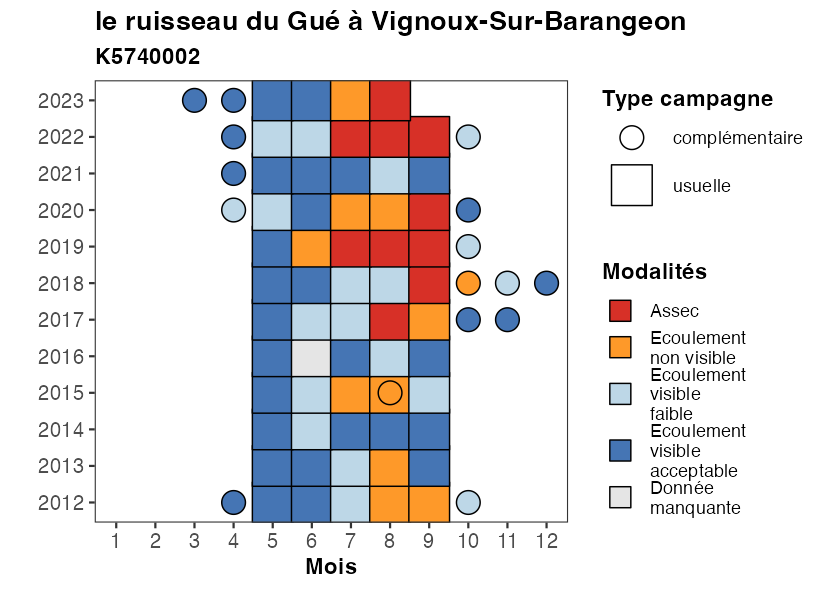 le ruisseau du Gué à Vignoux-Sur-Barangeon
K5740002
2023
2022
2021
2020
2019
2018
2017
2016
2015
2014
2013
2012
1 2 3 4 5 6 7 8 9 10 11 12
Mois
Type campagne
complémentaire
usuelle
Modalités
Assec
Ecoulement
non visible
Ecoulement
visible
faible
Ecoulement
visible
acceptable
Donnée
manquante